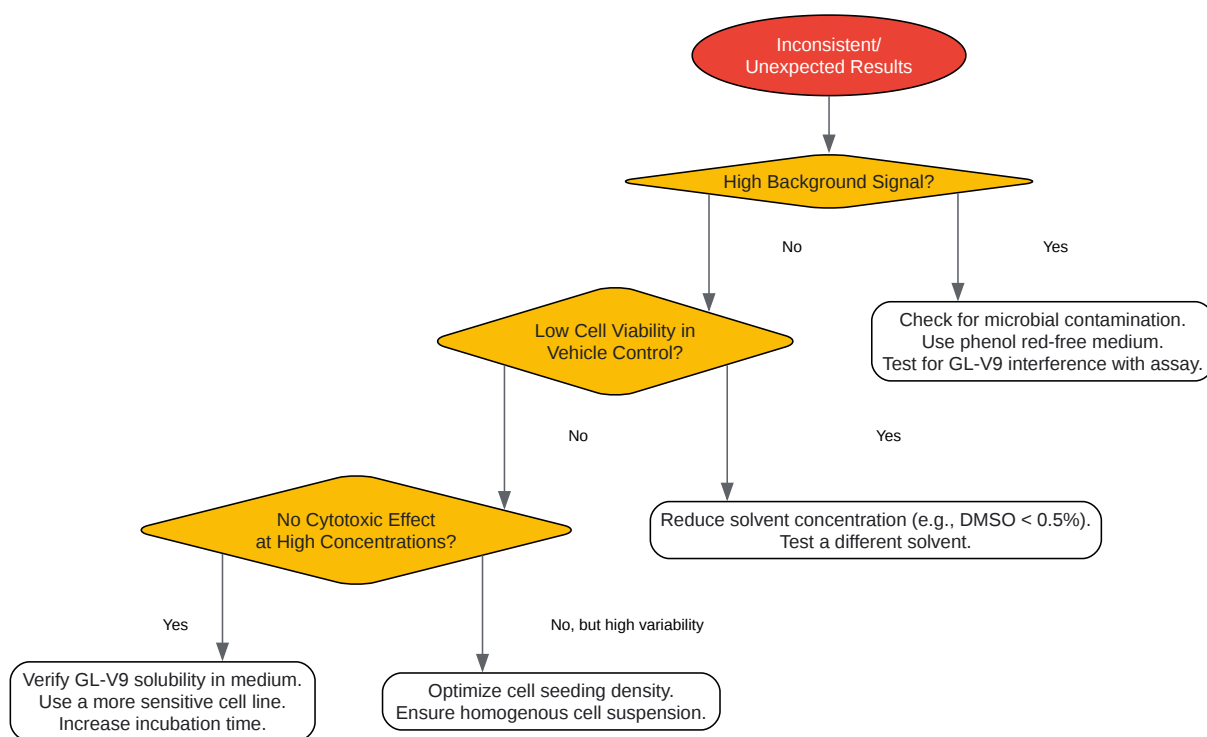 Inconsistent/
Unexpected Results
High Background Signal?
No
Yes
Low Cell Viability in
Vehicle Control?
Check for microbial contamination.
Use phenol red-free medium.
Test for GL-V9 interference with assay.
No
Yes
No Cytotoxic Effect
at High Concentrations?
Reduce solvent concentration (e.g., DMSO < 0.5%).
Test a different solvent.
Yes
No, but high variability
Verify GL-V9 solubility in medium.
Use a more sensitive cell line.
Increase incubation time.
Optimize cell seeding density.
Ensure homogenous cell suspension.